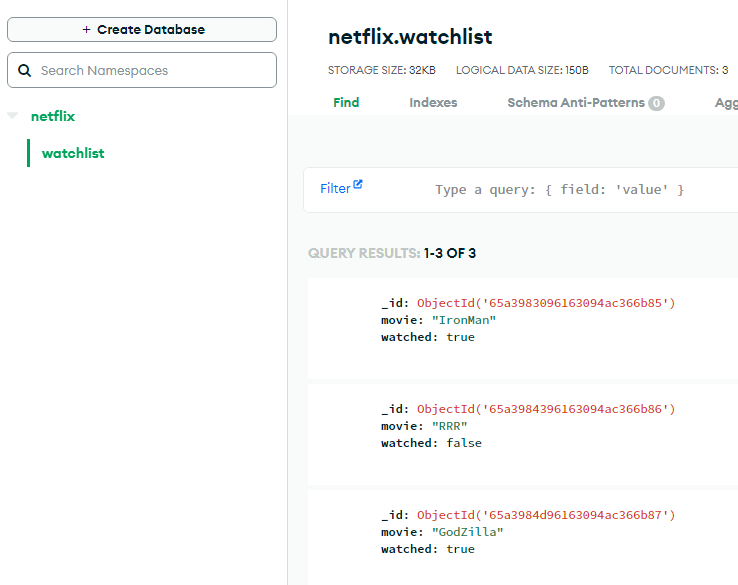 + Create Database
Search Namespaces
netflix
watchlist
netflix.watchlist
STORAGE SIZE: 32KB LOGICAL DATA SIZE: 150B TOTAL DOCUMENTS: 3
Find Indexes Schema Anti-Patterns 0 Agg
Filter Type a query: { field: 'value' }
QUERY RESULTS: 1-3 OF 3
_id: ObjectId('65a3983096163094ac366b85')
movie: "IronMan"
watched: true
_id: ObjectId('65a3984396163094ac366b86')
movie: "RRR"
watched: false
_id: ObjectId('65a3984d96163094ac366b87')
movie: "GodZilla"
watched: true